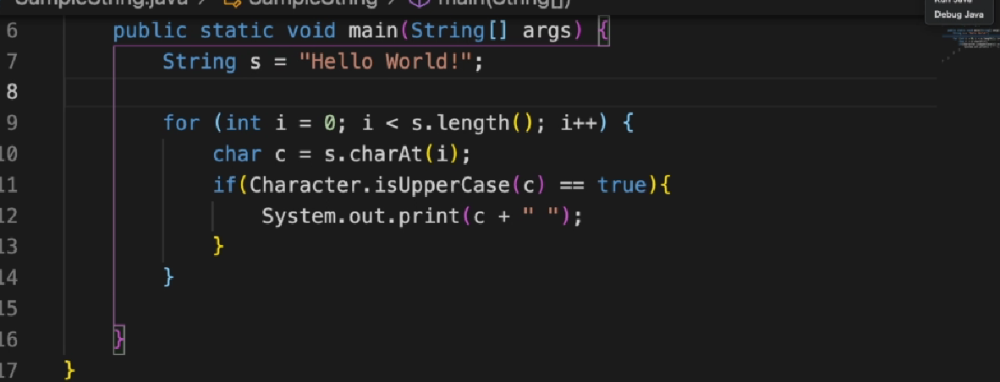 SampleString.java > SampleString > main(String[])
Run Java
Debug Java
6 public static void main(String[] args) {
7 String s = "Hello World!";
8
9 for (int i = 0; i < s.length(); i++) {
10 char c = s.charAt(i);
11 if(Character.isUpperCase(c) == true){
12 System.out.print(c + " ");
13 }
14 }
15
16 }
17 }